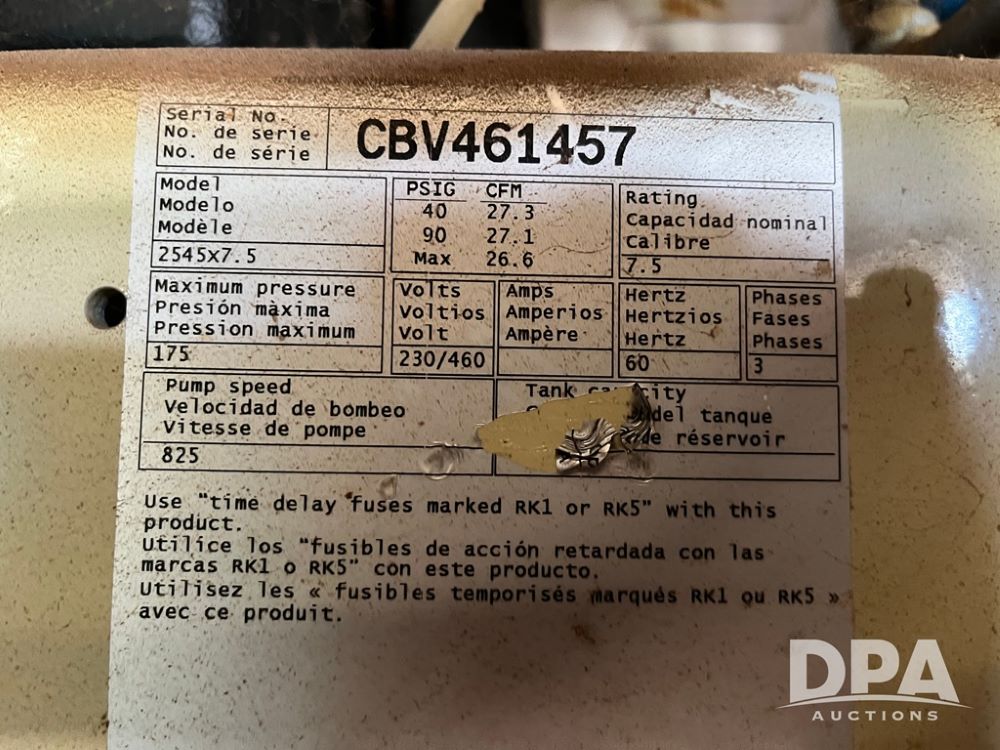 Serial No.
No. de serie
No. de série
CBV461457
Model
Modelo
Modèle
2545x7.5
PSIG CFM
40 27.3
90 27.1
Max 26.6
Rating
Capacidad nominal
Calibre
7.5
Maximum pressure
Presión màxima
Pression maximum
175
Volts
Voltios
Volt
230/460
Amps
Amperios
Ampère
Hertz
Hertzios
Hertz
60
Phases
Fases
Phases
3
Pump speed
Velocidad de bombeo
Vitesse de pompe
825
Tank
del tanque
réservoir
Use "time delay fuses marked RK1 or RK5" with this
product.
Utilice los "fusibles de acción retardada con las
marcas RK1 o RK5" con este producto.
Utilisez les « fusibles temporisés marqués RK1 ou RK5 »
avec ce produit.
DPA
AUCTIONS